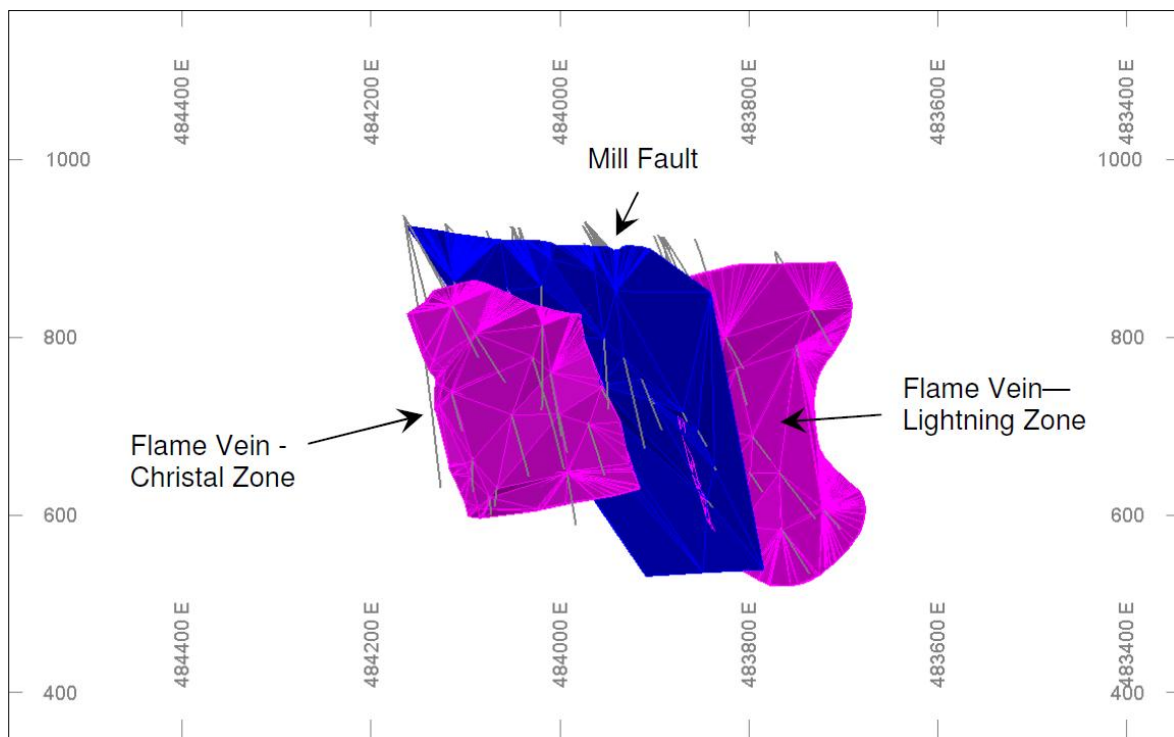 484400 E
484200 E
484000 E
483800 E
483600 E
483400 E
1000
1000
Mill Fault
800
800
Flame Vein—
Lightning Zone
Flame Vein -
Christal Zone
600
600
484400 E
484200 E
484000 E
483800 E
483600 E
483400 E
400
400